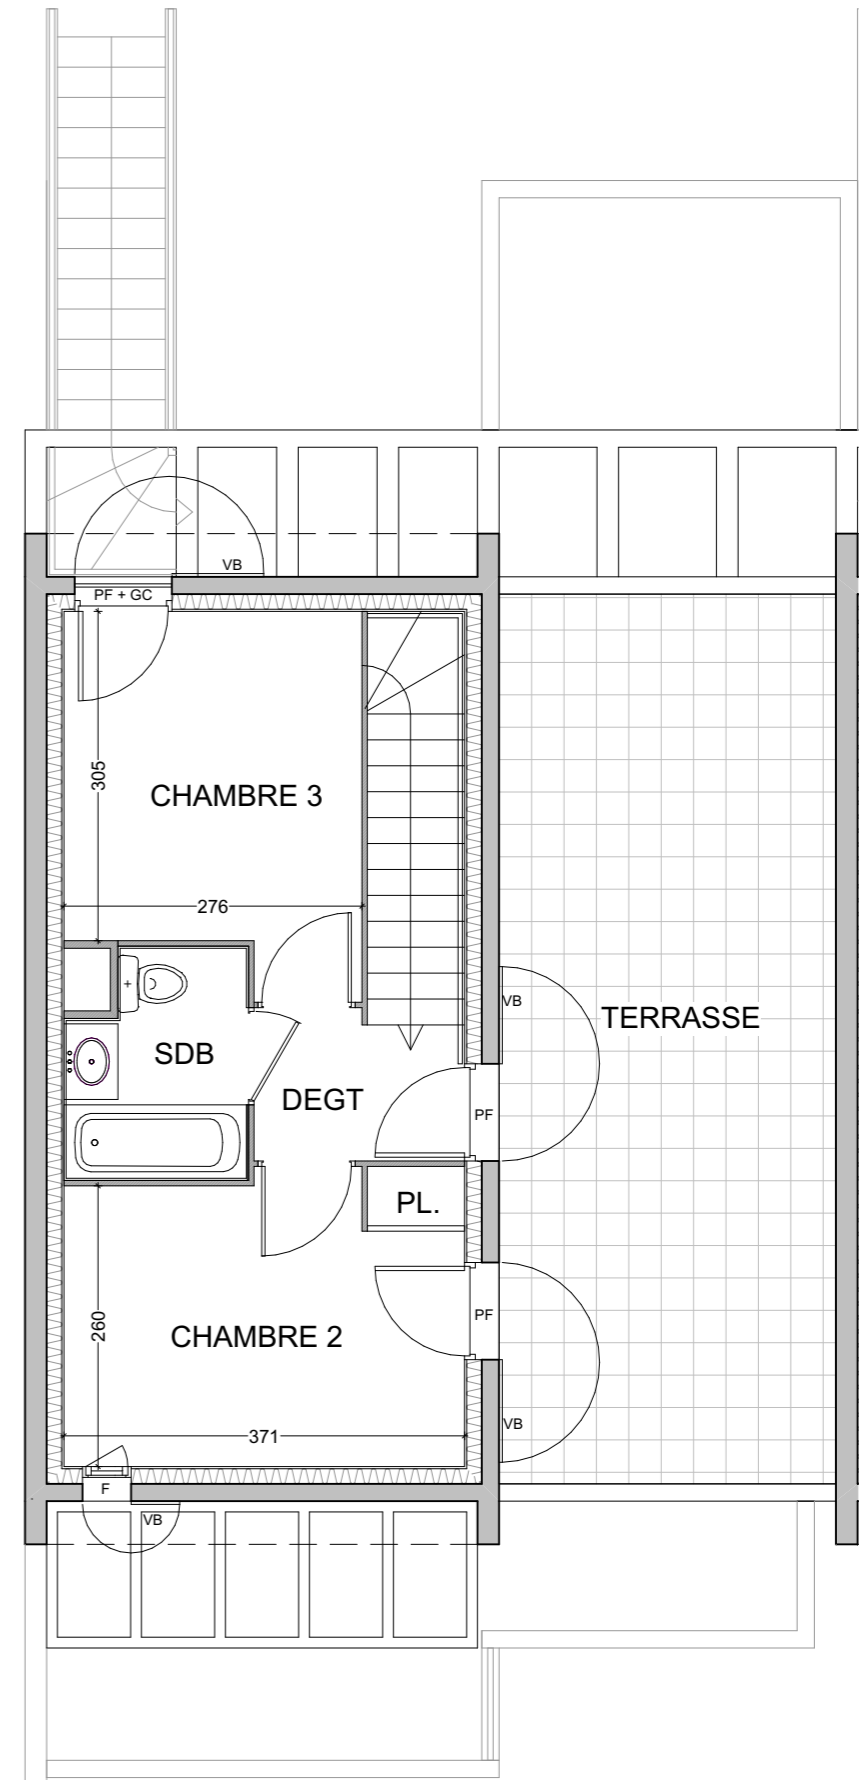 VB
PF + GC
305
CHAMBRE 3
276
VB
TERRASSE
SDB
DEGT
PF
PL.
PF
260
CHAMBRE 2
VB
371
F
VB